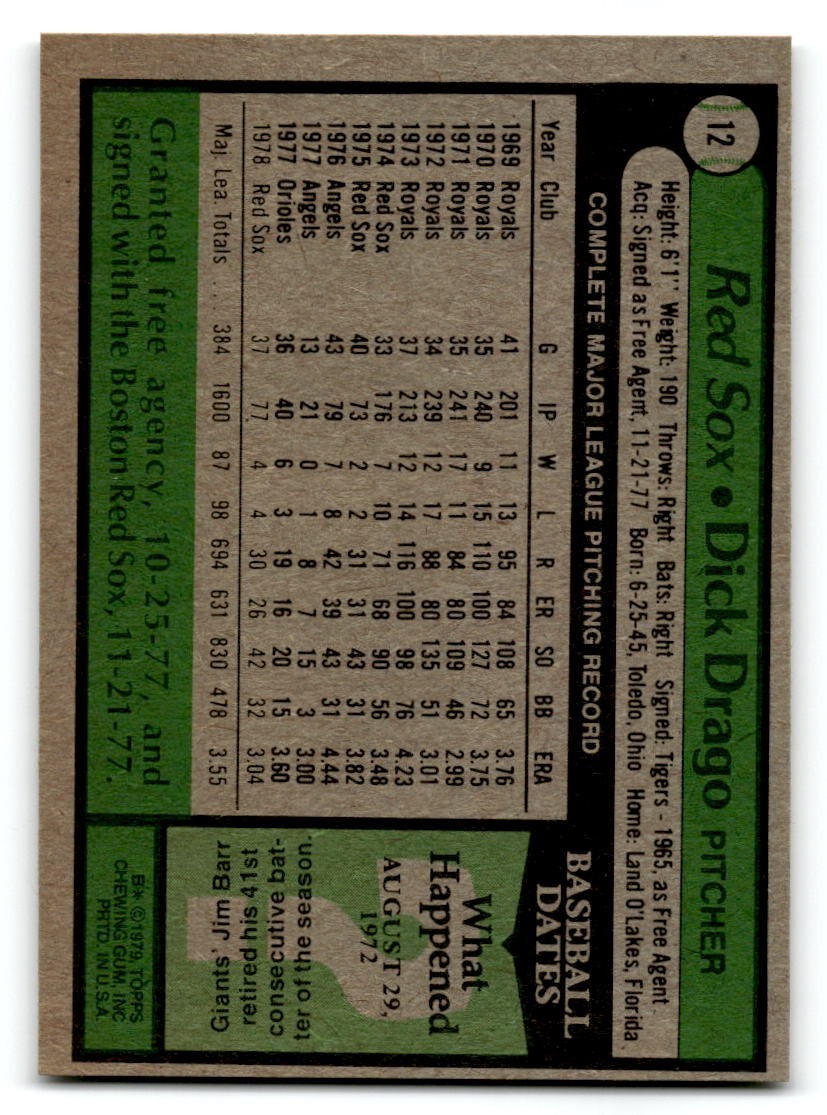 12
Red Sox • Dick Drago PITCHER
Height: 6'1'' Weight: 190 Throws: Right Bats: Right Signed: Tigers - 1965, as Free Agent
Acq: Signed as Free Agent, 11-21-77 Born: 6-25-45, Toledo, Ohio Home: Land O'Lakes, Florida
COMPLETE MAJOR LEAGUE PITCHING RECORD
Year Club G IP W L R ER SO BB ERA
1969 Royals 41 201 11 13 95 84 108 65 3.76
1970 Royals 35 240 9 15 110 100 127 72 3.75
1971 Royals 35 241 17 11 84 80 109 46 2.99
1972 Royals 34 239 12 17 88 80 135 51 3.01
1973 Royals 37 213 12 14 116 100 98 76 4.23
1974 Red Sox 33 176 7 10 71 68 90 56 3.48
1975 Red Sox 40 73 2 2 31 31 43 31 3.82
1976 Angels 43 79 7 8 42 39 43 31 4.44
1977 Angels 13 21 0 1 8 7 15 3 3.00
1977 Orioles 36 40 6 3 19 16 20 15 3.60
1978 Red Sox 37 77 4 4 30 26 42 32 3.04
Maj. Lea. Totals . . 384 1600 87 98 694 631 830 478 3.55
Granted free agency, 10-25-77, and
signed with the Boston Red Sox, 11-21-77.
BASEBALL
DATES
What
Happened
AUGUST 29,
1972
?
Giants' Jim Barr
retired his 41st
consecutive bat-
ter of the season.
B* © 1979, TOPPS
CHEWING GUM, INC
PRTD. IN U.S.A.